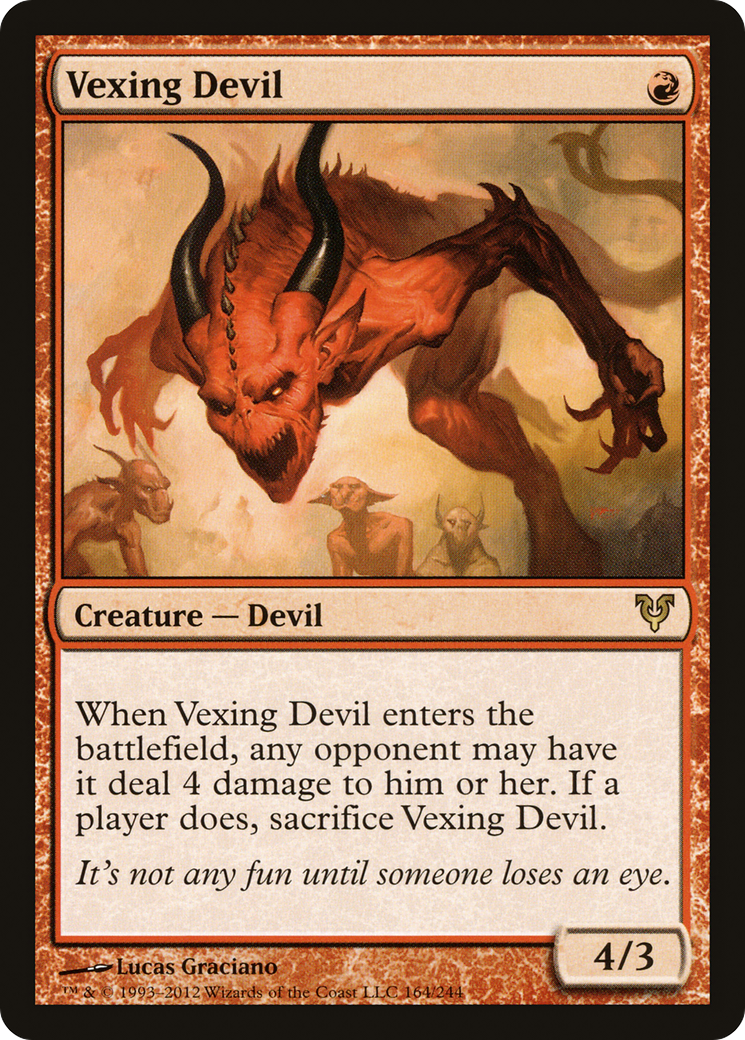 Vexing Devil
Creature — Devil
When Vexing Devil enters the
battlefield, any opponent may have
it deal 4 damage to him or her. If a
player does, sacrifice Vexing Devil.
It's not any fun until someone loses an eye.
4/3
Lucas Graciano
™ & © 1993–2012 Wizards of the Coast LLC 164/244